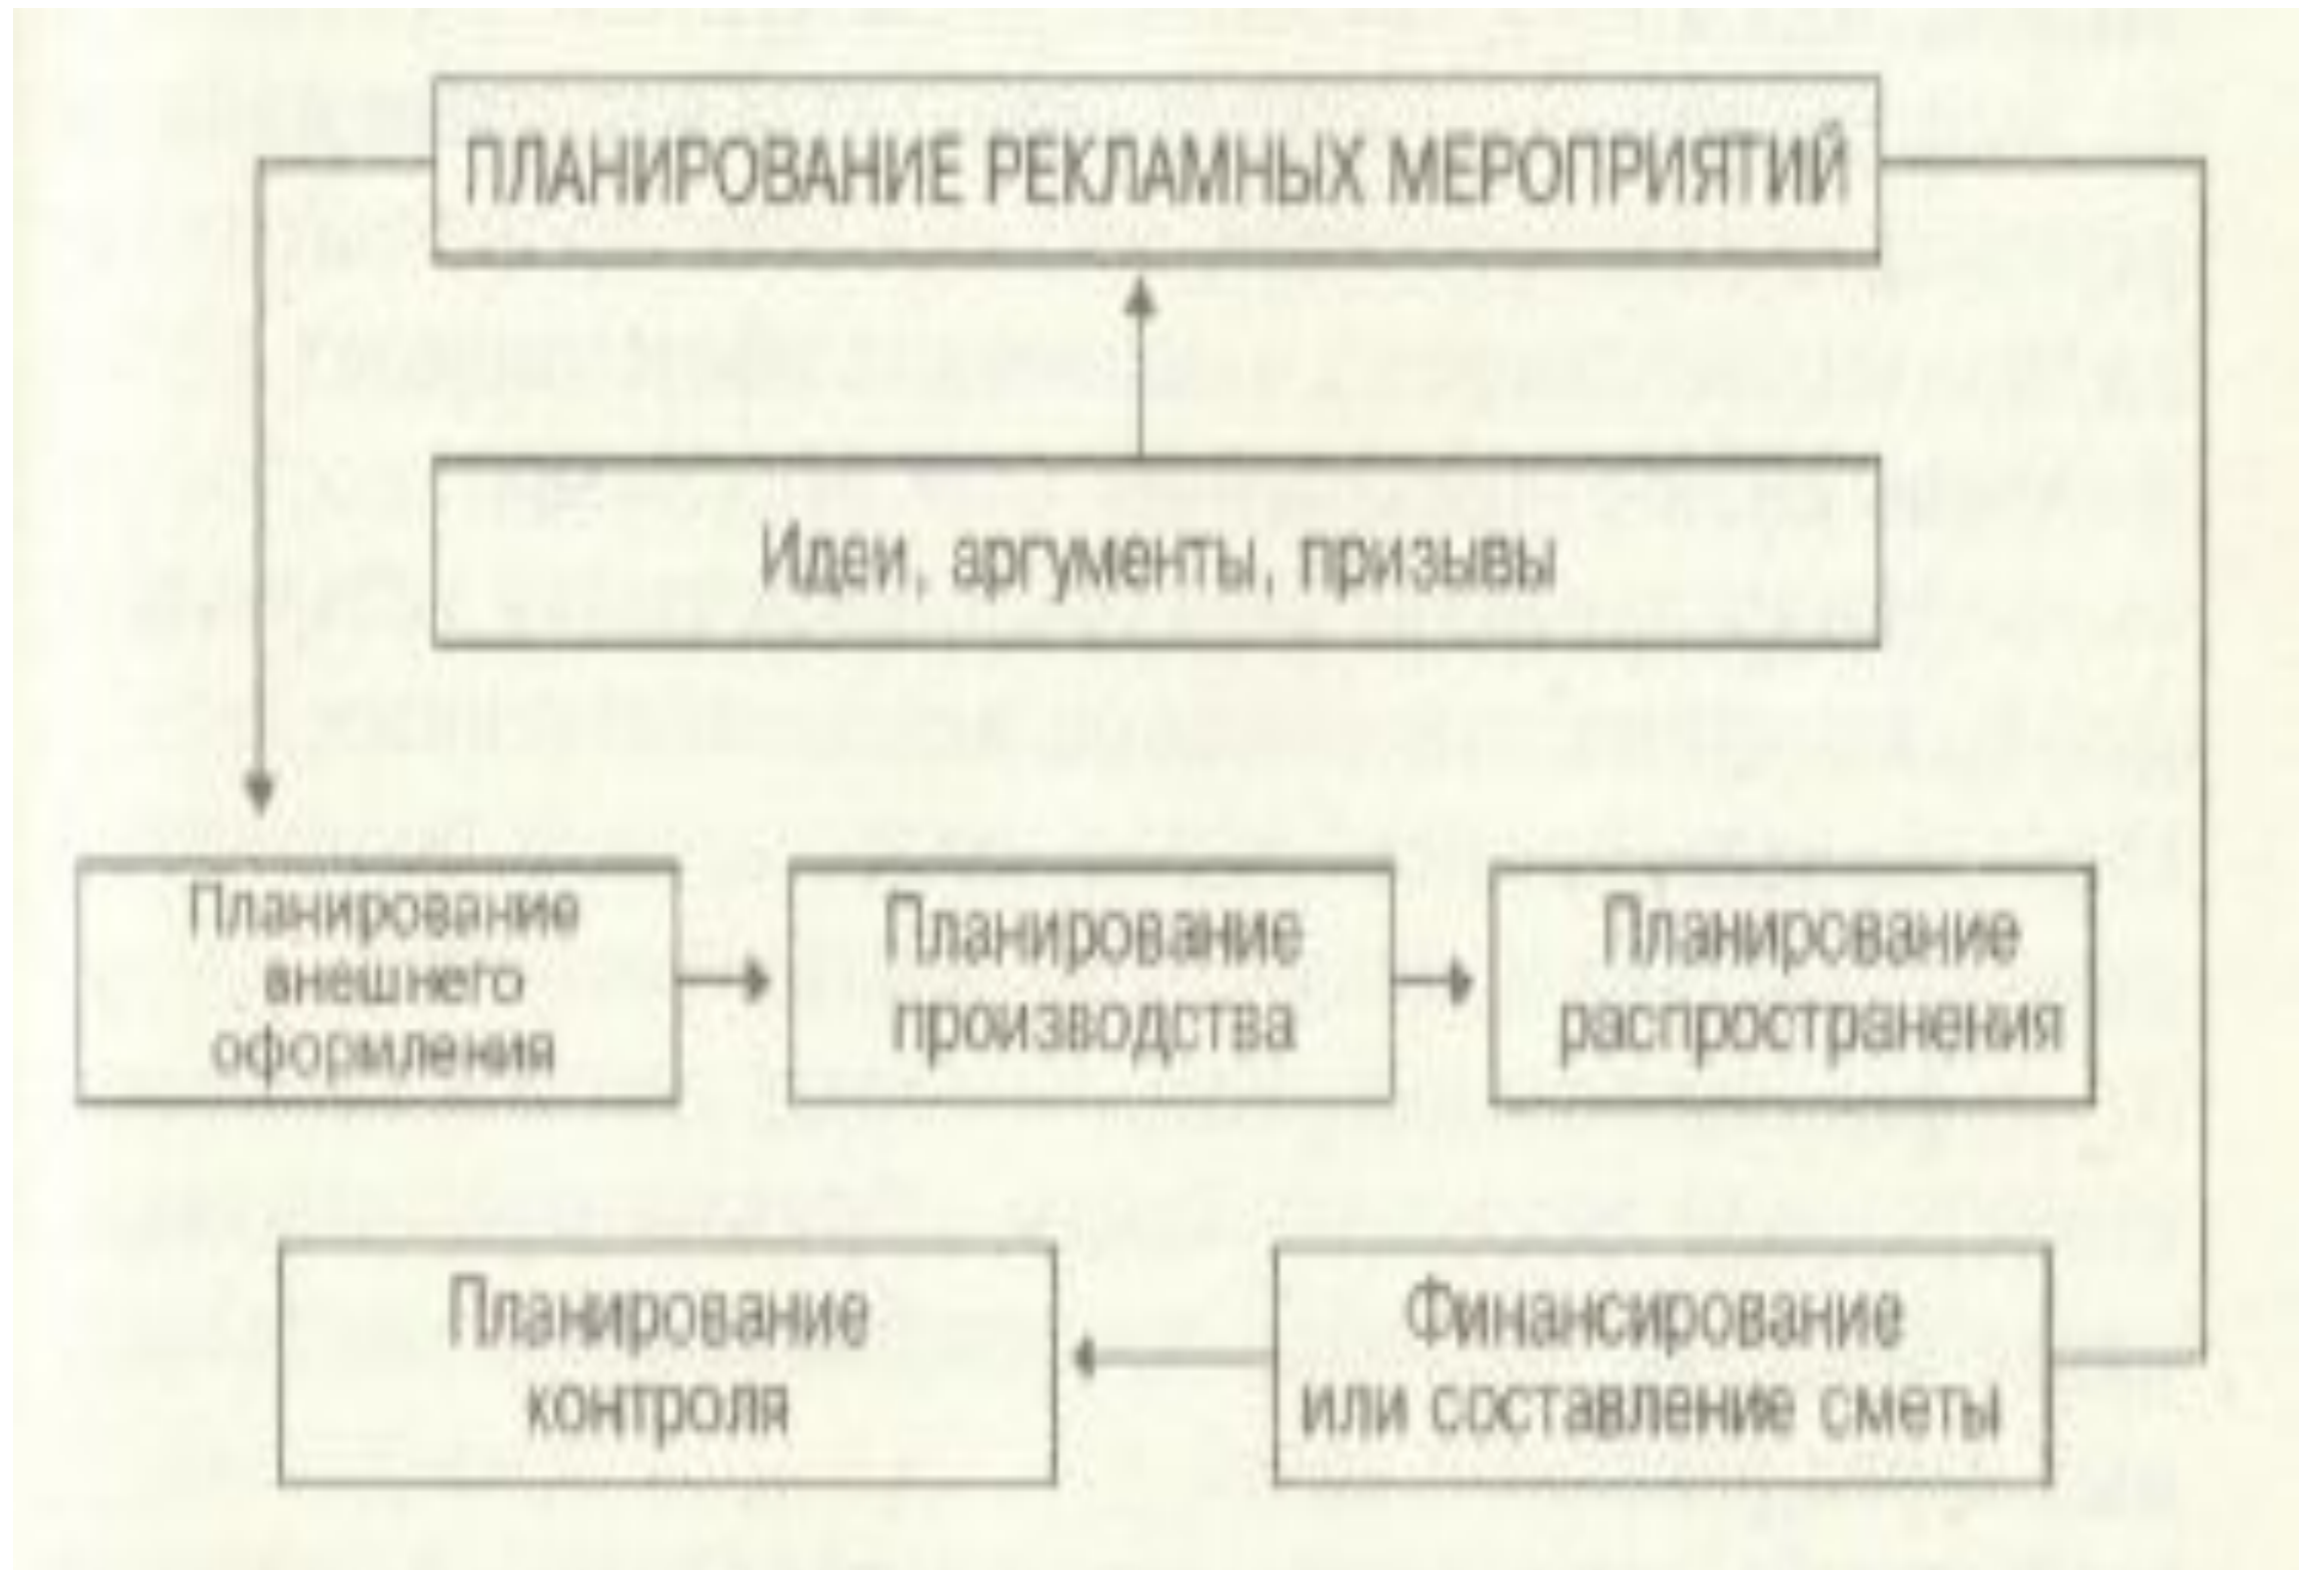 ПЛАНИРОВАНИЕ РЕКЛАМНЫХ МЕРОПРИЯТИЙ
Идеи, аргументы, призывы
Планирование
внешнего
оформления
Планирование
производства
Планирование
распространения
Планирование
контроля
Финансирование
или составление сметы